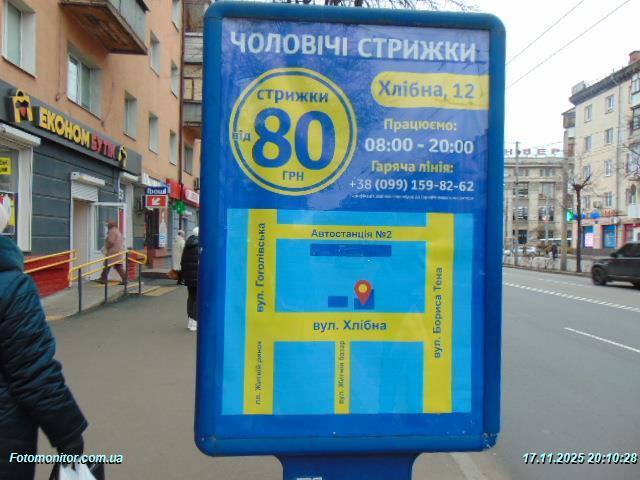 ЧОЛОВІЧІ СТРИЖКИ
стрижки
від
80
ГРН
Хлібна, 12
Працюємо:
08:00 - 20:00
Гаряча лінія:
+38 (099) 159-82-62
Автостанція №2
вул. Гоголівська
вул. Бориса Тена
вул. Хлібна
пл. Житній ринок
вул. Житній базар
ЕКОНОМ БУТІК
Гроші
Fotomonitor.com.ua
17.11.2025 20:10:28